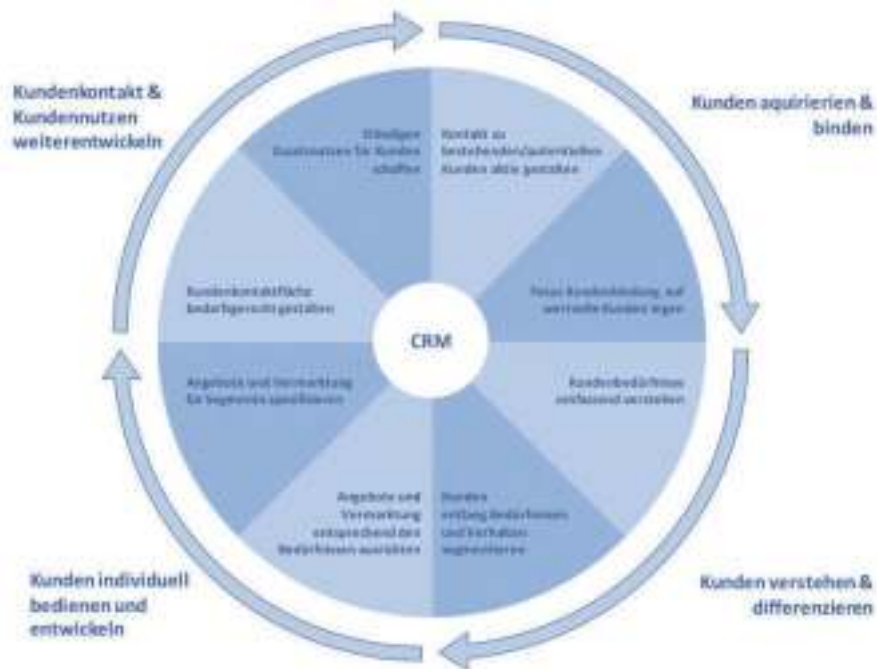 Kundenkontakt &
Kundennutzen
weiterentwickeln
Kunden aquirieren &
binden
Ständigen
Zusatznutzen für Kunden
schaffen
Kontakt zu
bestehenden/potentiellen
Kunden aktiv gestalten
Kundenkontaktfläche
bedarfsgerecht gestalten
Fokus Kundenbindung auf
wertvolle Kunden legen
CRM
Angebote und Vermarktung
für Segmente spezifizieren
Kundenbedürfnisse
umfassend verstehen
Angebote und
Vermarktung
entsprechend den
Bedürfnissen ausrichten
Kunden
entlang Bedürfnissen
und Verhalten
segmentieren
Kunden individuell
bedienen und
entwickeln
Kunden verstehen &
differenzieren